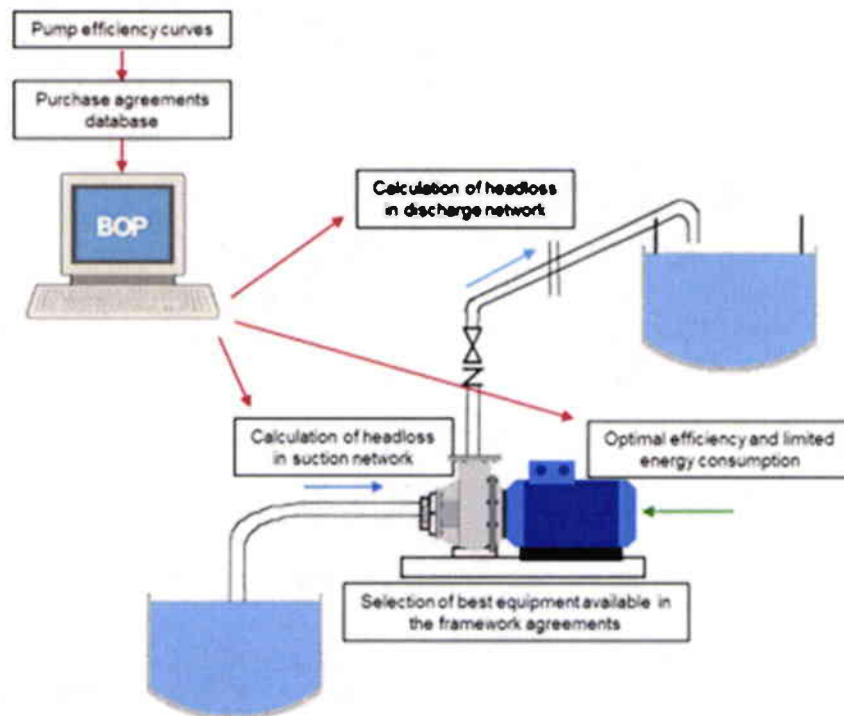 Pump efficiency curves
Purchase agreements
database
BOP
Calculation of headloss
in discharge network
Calculation of headloss
in suction network
Optimal efficiency and limited
energy consumption
Selection of best equipment available in
the framework agreements